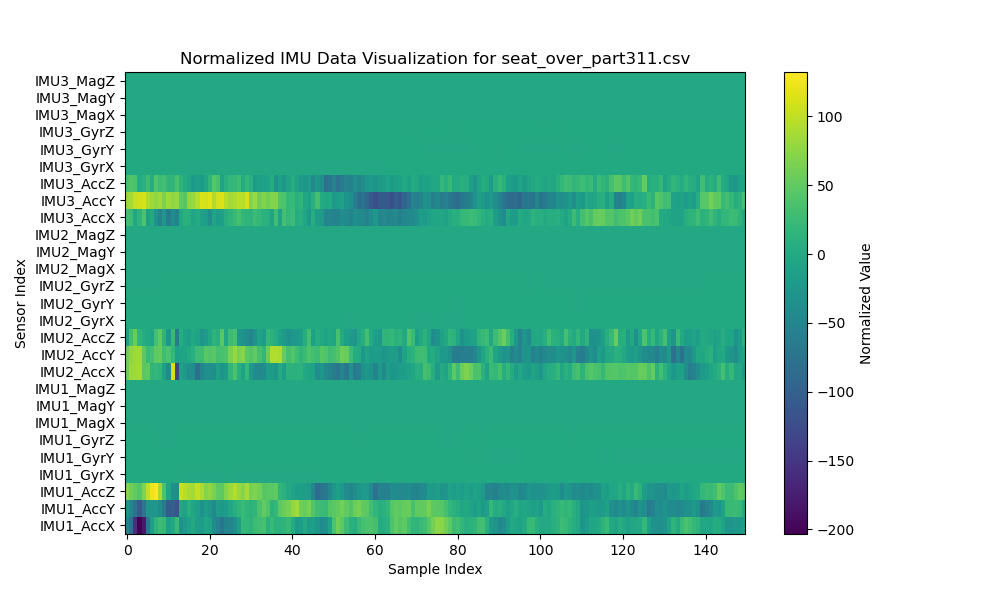 Normalized IMU Data Visualization for seat_over_part311.csv
IMU3_MagZ
IMU3_MagY
IMU3_MagX
IMU3_GyrZ
IMU3_GyrY
IMU3_GyrX
IMU3_AccZ
IMU3_AccY
IMU3_AccX
IMU2_MagZ
IMU2_MagY
IMU2_MagX
IMU2_GyrZ
IMU2_GyrY
IMU2_GyrX
IMU2_AccZ
IMU2_AccY
IMU2_AccX
IMU1_MagZ
IMU1_MagY
IMU1_MagX
IMU1_GyrZ
IMU1_GyrY
IMU1_GyrX
IMU1_AccZ
IMU1_AccY
IMU1_AccX
Sensor Index
0 20 40 60 80 100 120 140
Sample Index
100
50
0
−50
−100
−150
−200
Normalized Value